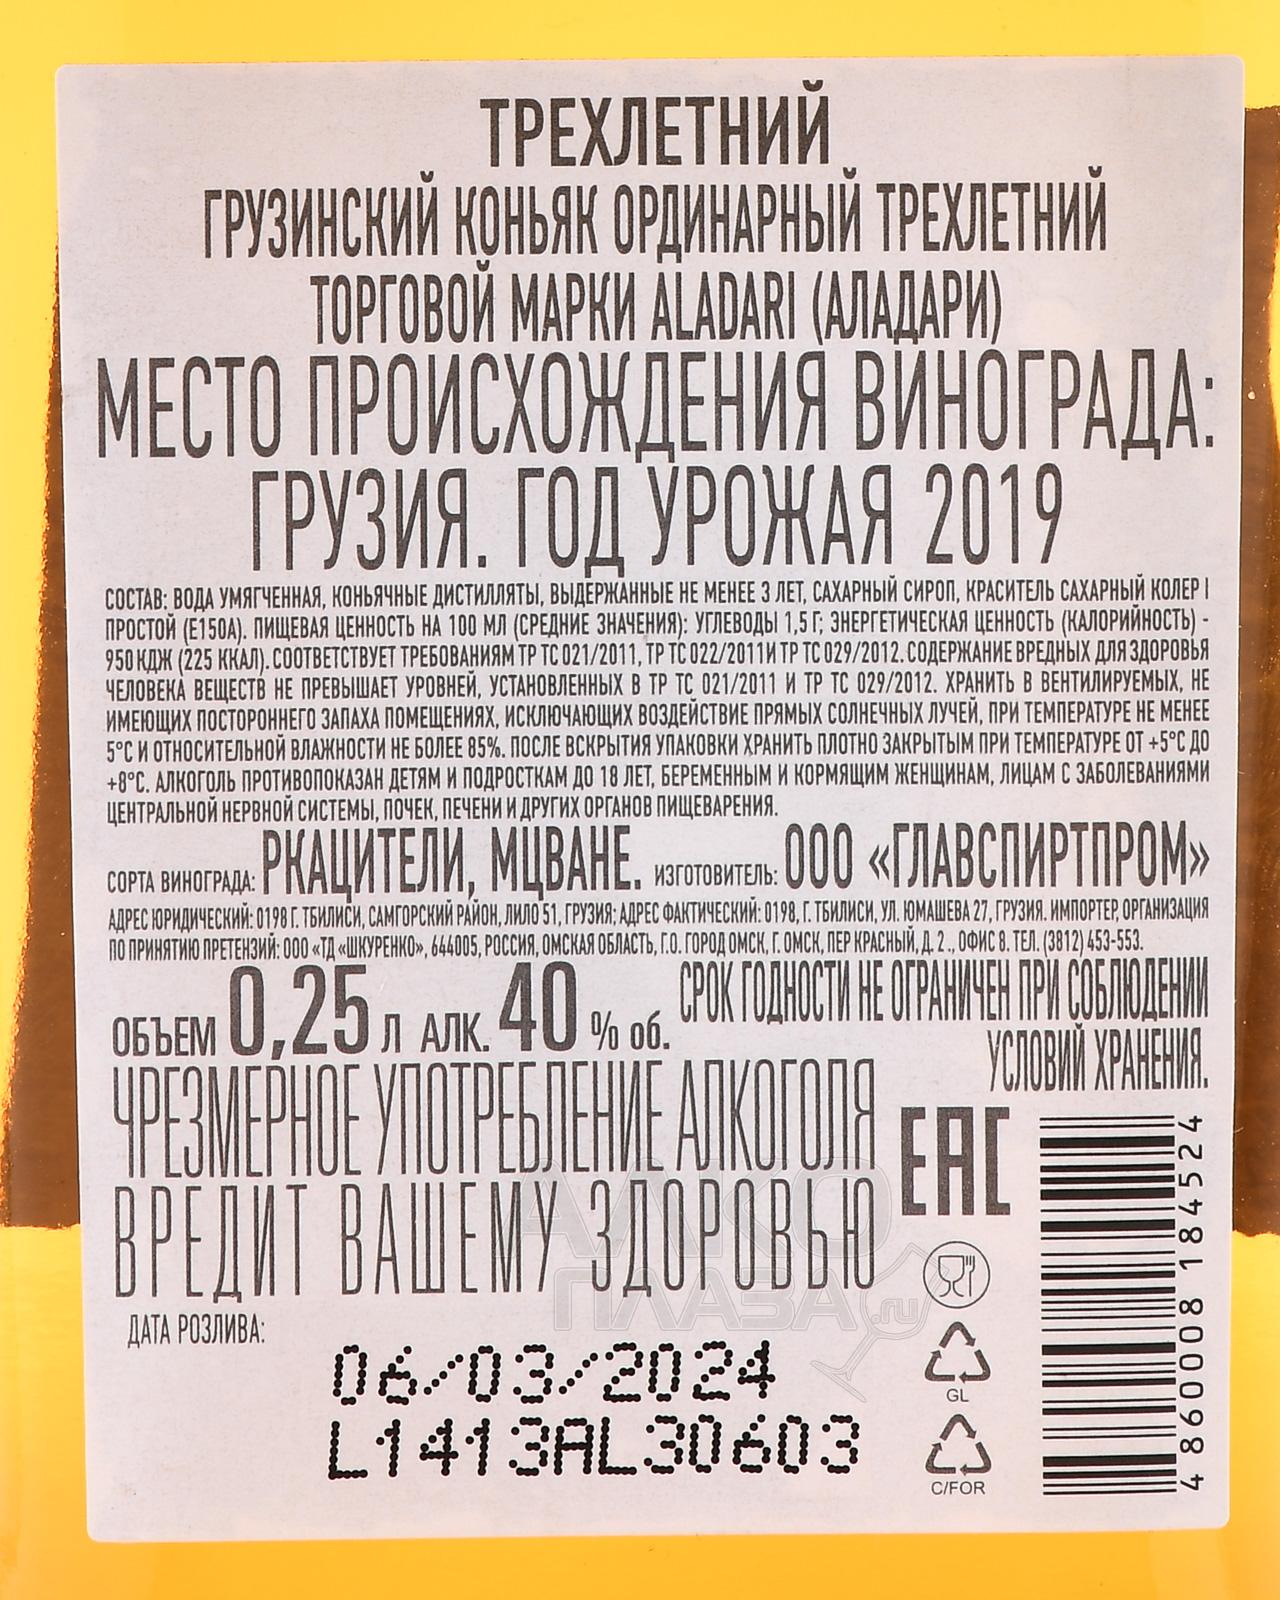 ТРЕХЛЕТНИЙ
ГРУЗИНСКИЙ КОНЬЯК ОРДИНАРНЫЙ ТРЕХЛЕТНИЙ
ТОРГОВОЙ МАРКИ ALADARI (АЛАДАРИ)
МЕСТО ПРОИСХОЖДЕНИЯ ВИНОГРАДА:
ГРУЗИЯ. ГОД УРОЖАЯ 2019
СОСТАВ: ВОДА УМЯГЧЕННАЯ, КОНЬЯЧНЫЕ ДИСТИЛЛЯТЫ, ВЫДЕРЖАННЫЕ НЕ МЕНЕЕ 3 ЛЕТ, САХАРНЫЙ СИРОП, КРАСИТЕЛЬ САХАРНЫЙ КОЛЕР I
ПРОСТОЙ (E150A). ПИЩЕВАЯ ЦЕННОСТЬ НА 100 МЛ (СРЕДНИЕ ЗНАЧЕНИЯ): УГЛЕВОДЫ 1,5 Г; ЭНЕРГЕТИЧЕСКАЯ ЦЕННОСТЬ (КАЛОРИЙНОСТЬ) -
950 КДЖ (225 ККАЛ). СООТВЕТСТВУЕТ ТРЕБОВАНИЯМ ТР ТС 021/2011, ТР ТС 022/2011 И ТР ТС 029/2012. СОДЕРЖАНИЕ ВРЕДНЫХ ДЛЯ ЗДОРОВЬЯ
ЧЕЛОВЕКА ВЕЩЕСТВ НЕ ПРЕВЫШАЕТ УРОВНЕЙ, УСТАНОВЛЕННЫХ В ТР ТС 021/2011 И ТР ТС 029/2012. ХРАНИТЬ В ВЕНТИЛИРУЕМЫХ, НЕ
ИМЕЮЩИХ ПОСТОРОННЕГО ЗАПАХА ПОМЕЩЕНИЯХ, ИСКЛЮЧАЮЩИХ ВОЗДЕЙСТВИЕ ПРЯМЫХ СОЛНЕЧНЫХ ЛУЧЕЙ, ПРИ ТЕМПЕРАТУРЕ НЕ МЕНЕЕ
5°С И ОТНОСИТЕЛЬНОЙ ВЛАЖНОСТИ НЕ БОЛЕЕ 85%. ПОСЛЕ ВСКРЫТИЯ УПАКОВКИ ХРАНИТЬ ПЛОТНО ЗАКРЫТЫМ ПРИ ТЕМПЕРАТУРЕ ОТ +5°С ДО
+8°С. АЛКОГОЛЬ ПРОТИВОПОКАЗАН ДЕТЯМ И ПОДРОСТКАМ ДО 18 ЛЕТ, БЕРЕМЕННЫМ И КОРМЯЩИМ ЖЕНЩИНАМ, ЛИЦАМ С ЗАБОЛЕВАНИЯМИ
ЦЕНТРАЛЬНОЙ НЕРВНОЙ СИСТЕМЫ, ПОЧЕК, ПЕЧЕНИ И ДРУГИХ ОРГАНОВ ПИЩЕВАРЕНИЯ.
СОРТА ВИНОГРАДА: РКАЦИТЕЛИ, МЦВАНЕ. ИЗГОТОВИТЕЛЬ: ООО «ГЛАВСПИРТПРОМ»
АДРЕС ЮРИДИЧЕСКИЙ: 0198 Г. ТБИЛИСИ, САМГОРСКИЙ РАЙОН, ЛИЛО 51, ГРУЗИЯ; АДРЕС ФАКТИЧЕСКИЙ: 0198, Г. ТБИЛИСИ, УЛ. ЮМАШЕВА 27, ГРУЗИЯ. ИМПОРТЕР, ОРГАНИЗАЦИЯ
ПО ПРИНЯТИЮ ПРЕТЕНЗИЙ: ООО «ТД «ШКУРЕНКО», 644005, РОССИЯ, ОМСКАЯ ОБЛАСТЬ, Г.О. ГОРОД ОМСК, Г. ОМСК, ПЕР КРАСНЫЙ, Д. 2 ., ОФИС 8. ТЕЛ. (3812) 453-553.
ОБЪЕМ 0,25 Л АЛК. 40 % об. СРОК ГОДНОСТИ НЕ ОГРАНИЧЕН ПРИ СОБЛЮДЕНИИ
УСЛОВИЙ ХРАНЕНИЯ.
ЧРЕЗМЕРНОЕ УПОТРЕБЛЕНИЕ АЛКОГОЛЯ
ВРЕДИТ ВАШЕМУ ЗДОРОВЬЮ
EAC
4860008184524
АЛКО
ПЛАЗА.ru
GL
C/FOR
ДАТА РОЗЛИВА:
06/03/2024
L1413AL30603